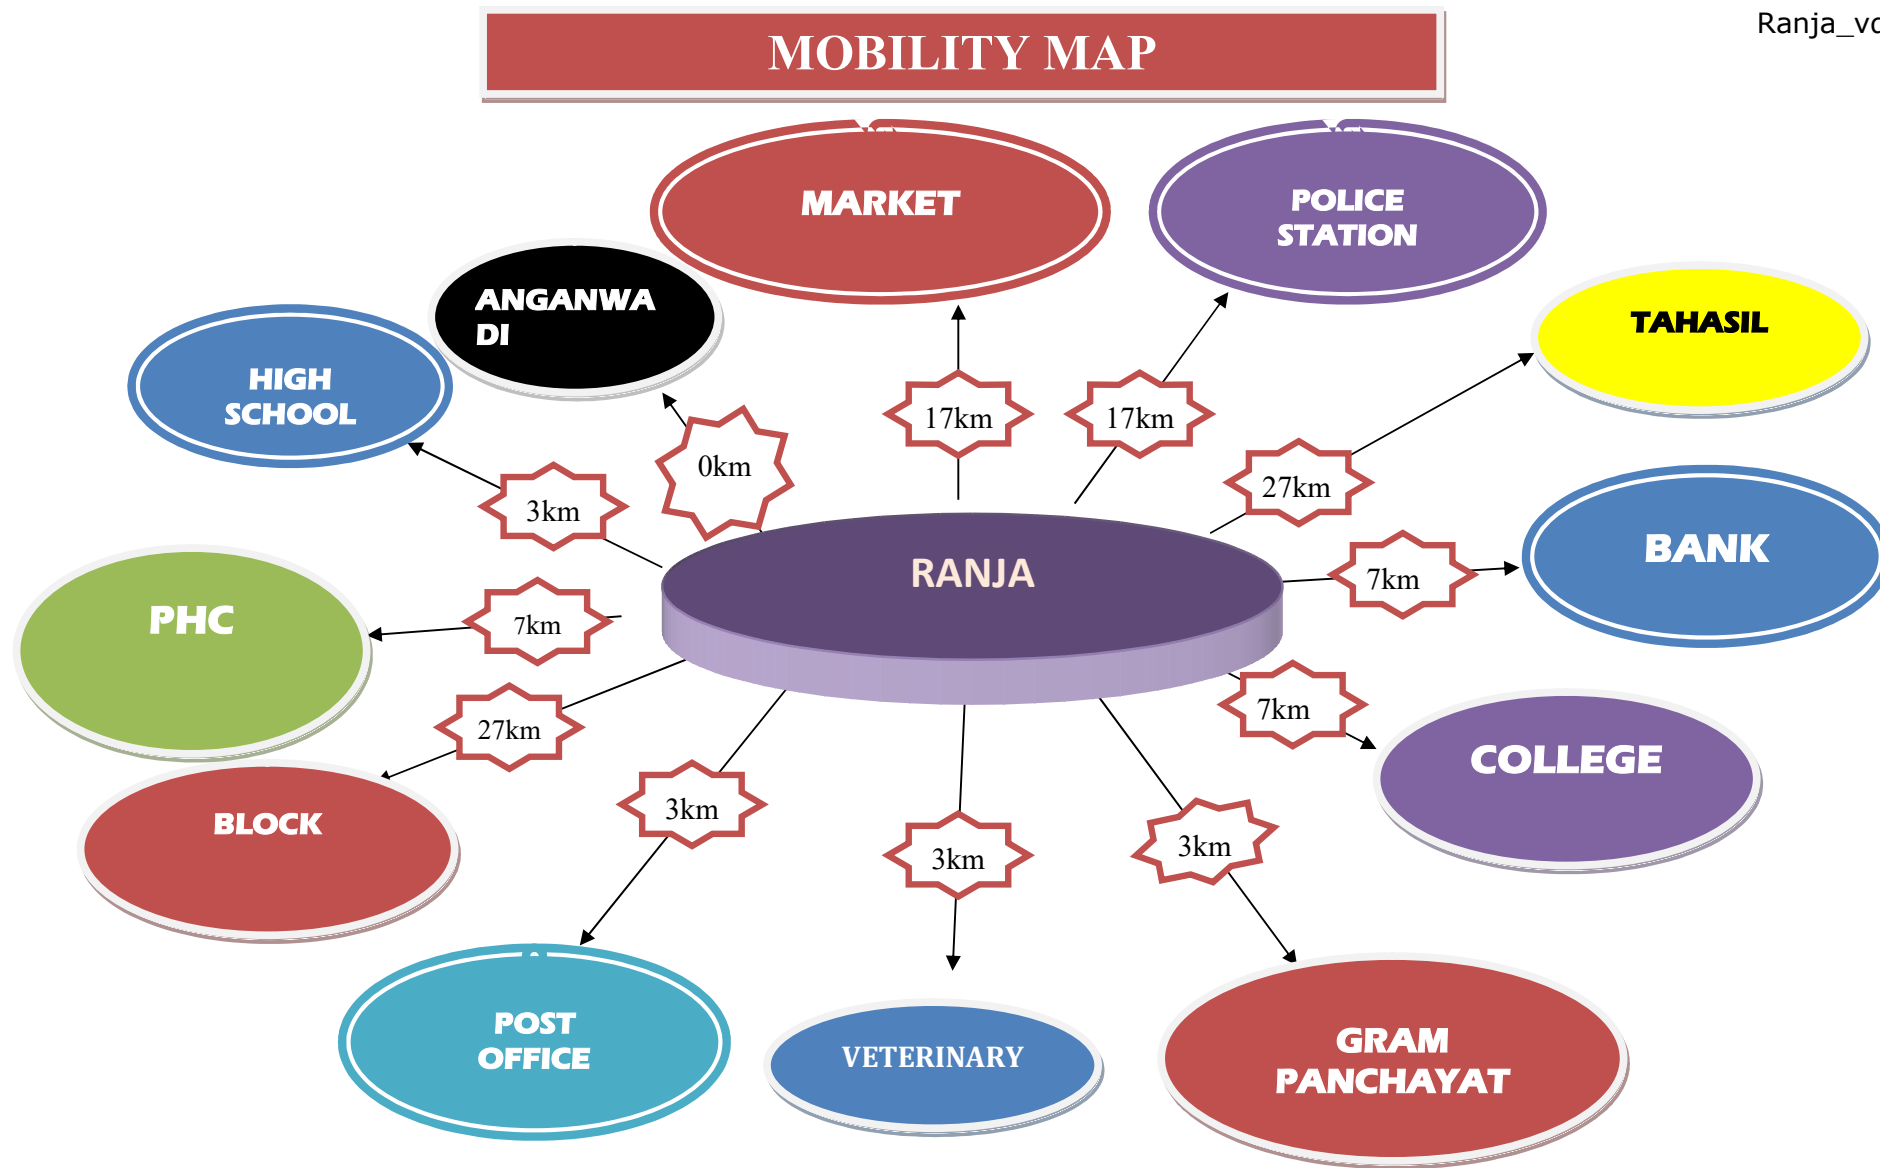 Ranja_vd
MOBILITY MAP
MARKET
POLICE
STATION
ANGANWA
DI
TAHASIL
HIGH
SCHOOL
17km
17km
0km
27km
3km
BANK
RANJA
7km
PHC
7km
7km
27km
COLLEGE
BLOCK
3km
3km
3km
POST
OFFICE
VETERINARY
GRAM
PANCHAYAT